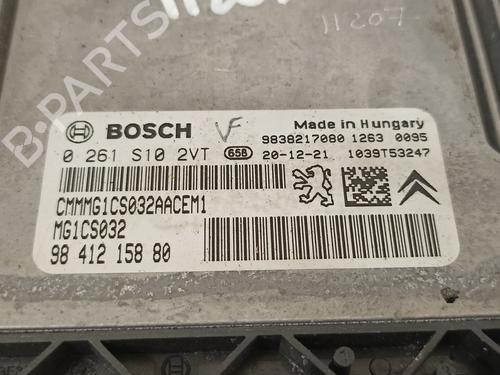 11207
11207
BOSCH VF Made in Hungary
9838217080 1263 0095
0 261 S10 2VT 658 20-12-21 1039T53247
CMMMG1CS032AACEM1
MG1CS032
98 412 158 80
B-PARTS